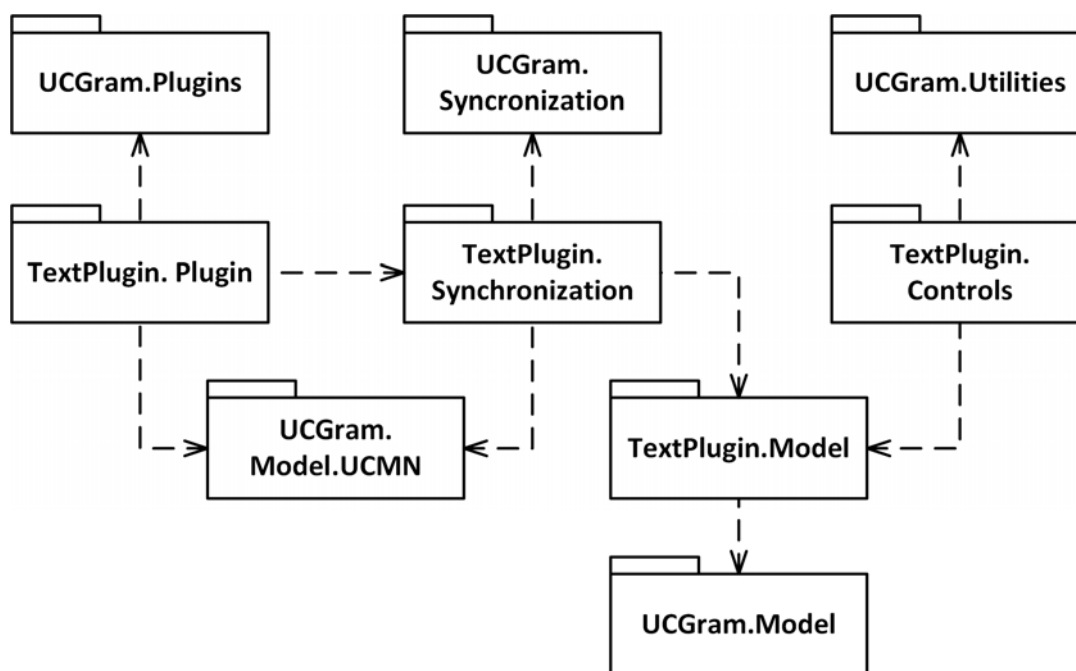 UCGram.Plugins
UCGram.
Syncronization
UCGram.Utilities
TextPlugin. Plugin
TextPlugin.
Synchronization
TextPlugin.
Controls
UCGram.
Model.UCMN
TextPlugin.Model
UCGram.Model